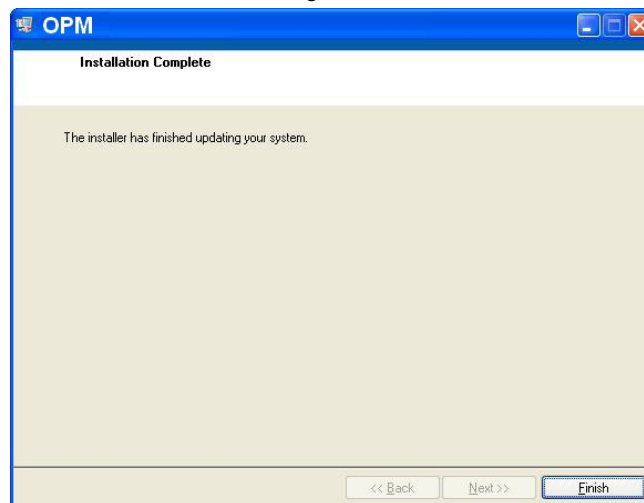 OPM
Installation Complete
The installer has finished updating your system.
<< Back Next >> Finish